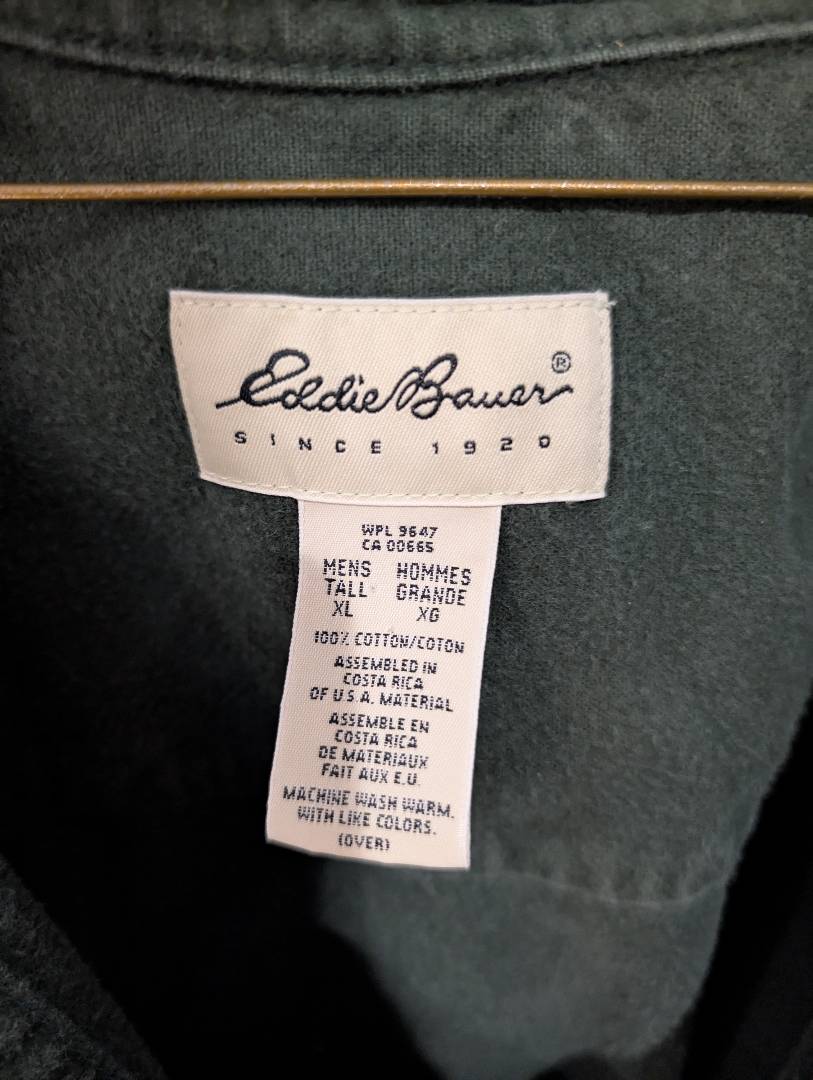 Eddie Bauer®
SINCE 1920
WPL 9647
CA 00665
MENS HOMMES
TALL GRANDE
XL XG
100% COTTON/COTON
ASSEMBLED IN
COSTA RICA
OF U.S.A. MATERIAL
ASSEMBLE EN
COSTA RICA
DE MATERIAUX
FAIT AUX E.U.
MACHINE WASH WARM.
WITH LIKE COLORS.
(OVER)